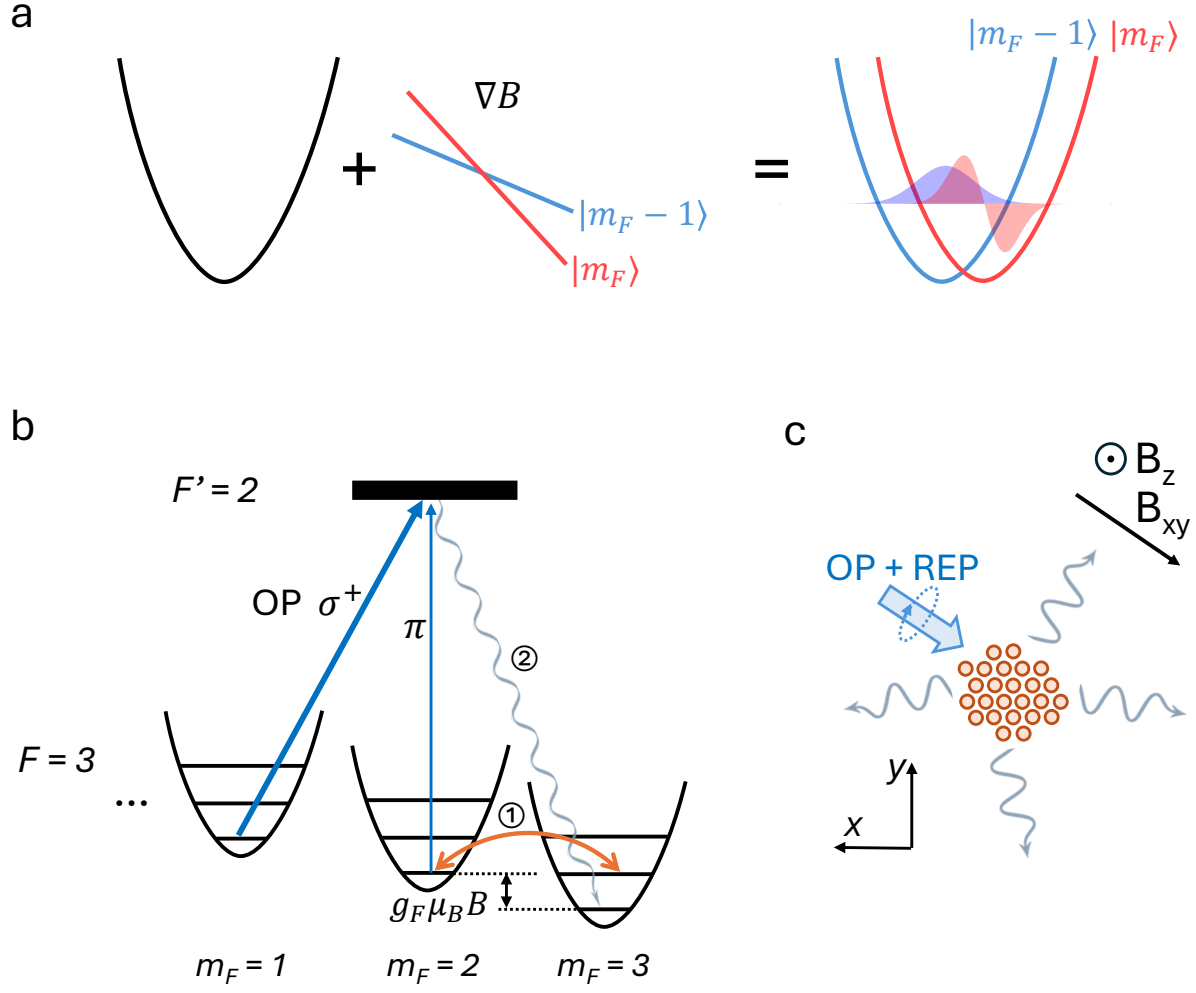 a
|m_F − 1⟩ |m_F⟩
∇B
+
=
|m_F − 1⟩
|m_F⟩
b
F' = 2
OP σ⁺
π
②
F = 3
...
①
g_F μ_B B
m_F = 1
m_F = 2
m_F = 3
c
B_z
B_xy
OP + REP
y
x